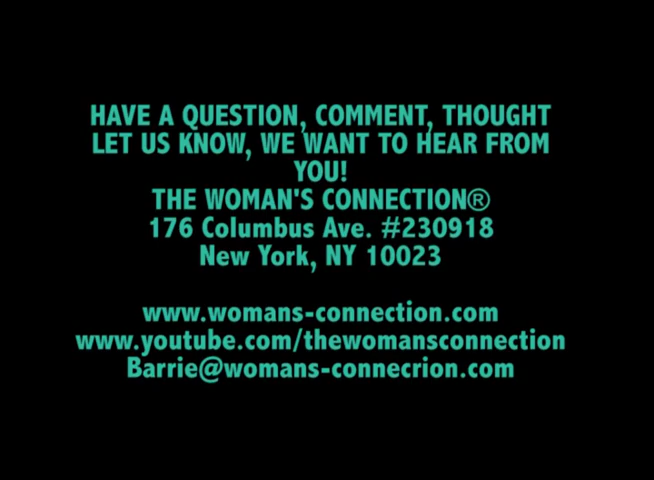 HAVE A QUESTION, COMMENT, THOUGHT
LET US KNOW, WE WANT TO HEAR FROM
YOU!
THE WOMAN'S CONNECTION®
176 Columbus Ave. #230918
New York, NY 10023
www.womans-connection.com
www.youtube.com/thewomansconnection
Barrie@womans-connecrion.com